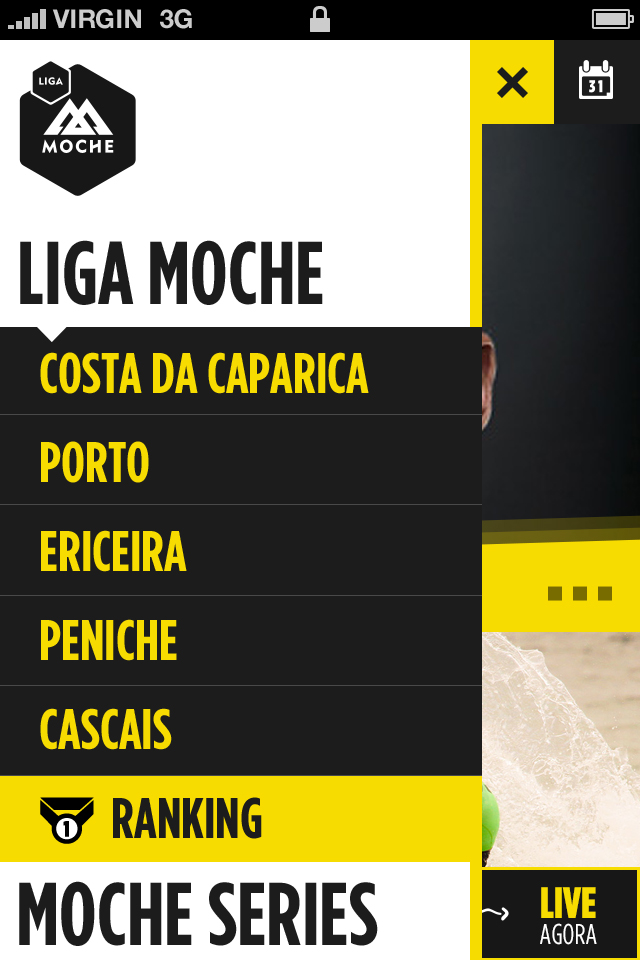 VIRGIN 3G
LIGA
MOCHE
31
LIGA MOCHE
COSTA DA CAPARICA
PORTO
ERICEIRA
PENICHE
CASCAIS
1 RANKING
MOCHE SERIES
LIVE
AGORA